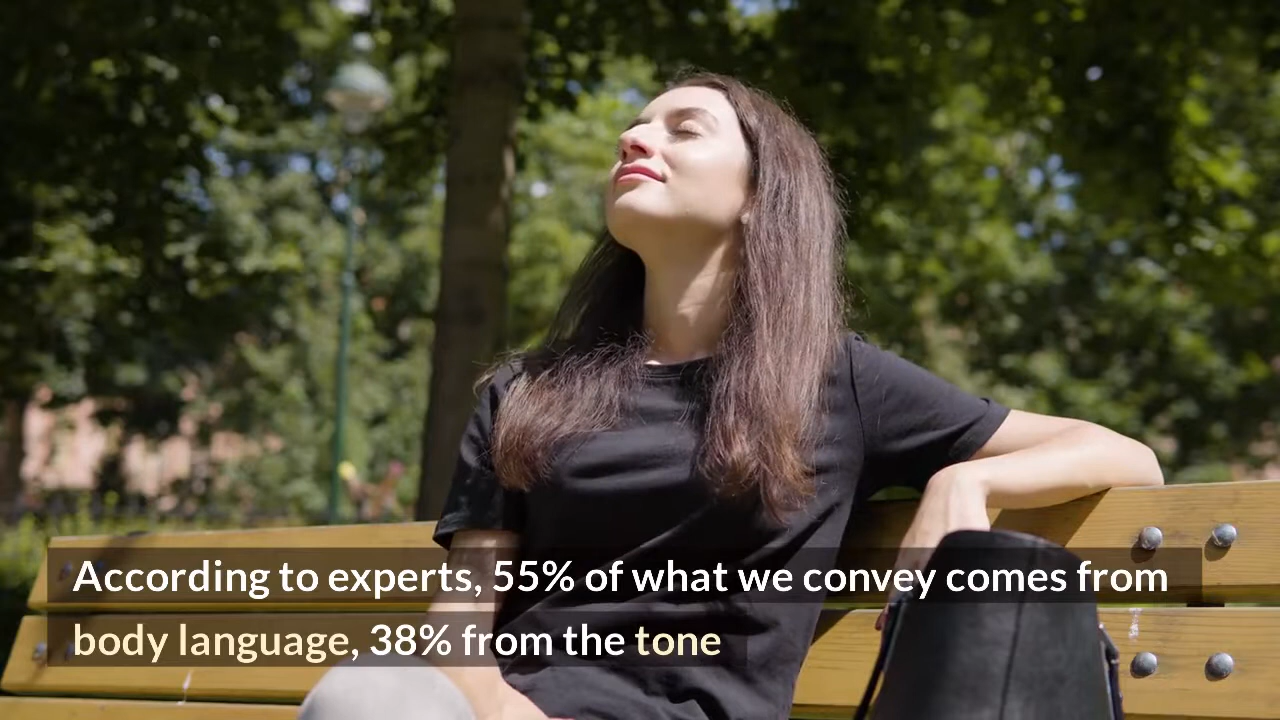 According to experts, 55% of what we convey comes from
body language, 38% from the tone